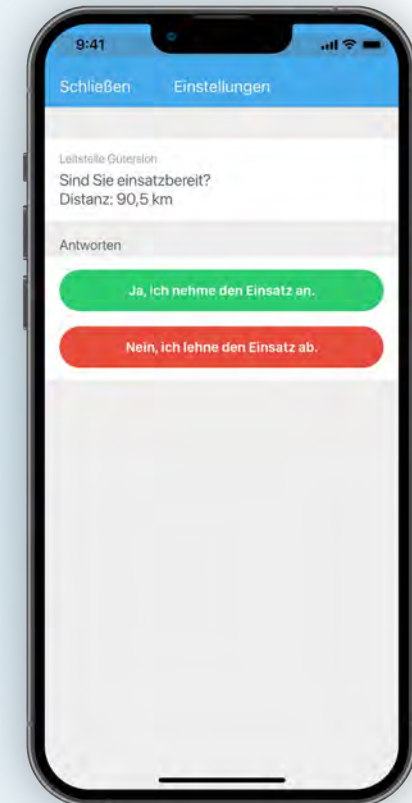 9:41
Schließen Einstellungen
Leitstelle Gütersloh
Sind Sie einsatzbereit?
Distanz: 90,5 km
Antworten
Ja, ich nehme den Einsatz an.
Nein, ich lehne den Einsatz ab.